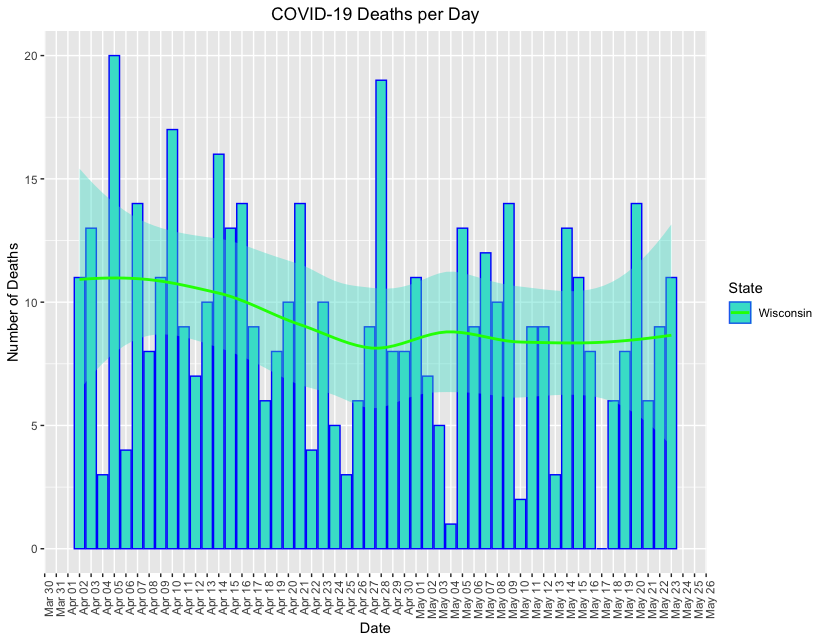 COVID-19 Deaths per Day
Number of Deaths
20
15
10
5
0
Mar 30
Mar 31
Apr 01
Apr 02
Apr 03
Apr 04
Apr 05
Apr 06
Apr 07
Apr 08
Apr 09
Apr 10
Apr 11
Apr 12
Apr 13
Apr 14
Apr 15
Apr 16
Apr 17
Apr 18
Apr 19
Apr 20
Apr 21
Apr 22
Apr 23
Apr 24
Apr 25
Apr 26
Apr 27
Apr 28
Apr 29
Apr 30
May 01
May 02
May 03
May 04
May 05
May 06
May 07
May 08
May 09
May 10
May 11
May 12
May 13
May 14
May 15
May 16
May 17
May 18
May 19
May 20
May 21
May 22
May 23
May 24
May 25
May 26
Date
State
Wisconsin